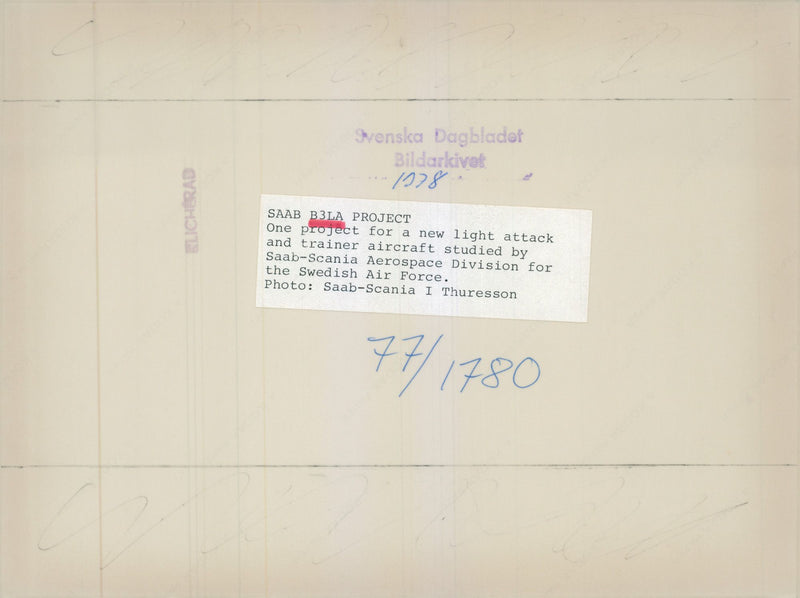 Svenska Dagbladet
Bildarkivet
1978
KLICHERAD
SAAB B3LA PROJECT
One project for a new light attack
and trainer aircraft studied by
Saab-Scania Aerospace Division for
the Swedish Air Force.
Photo: Saab-Scania I Thuresson
77/1780